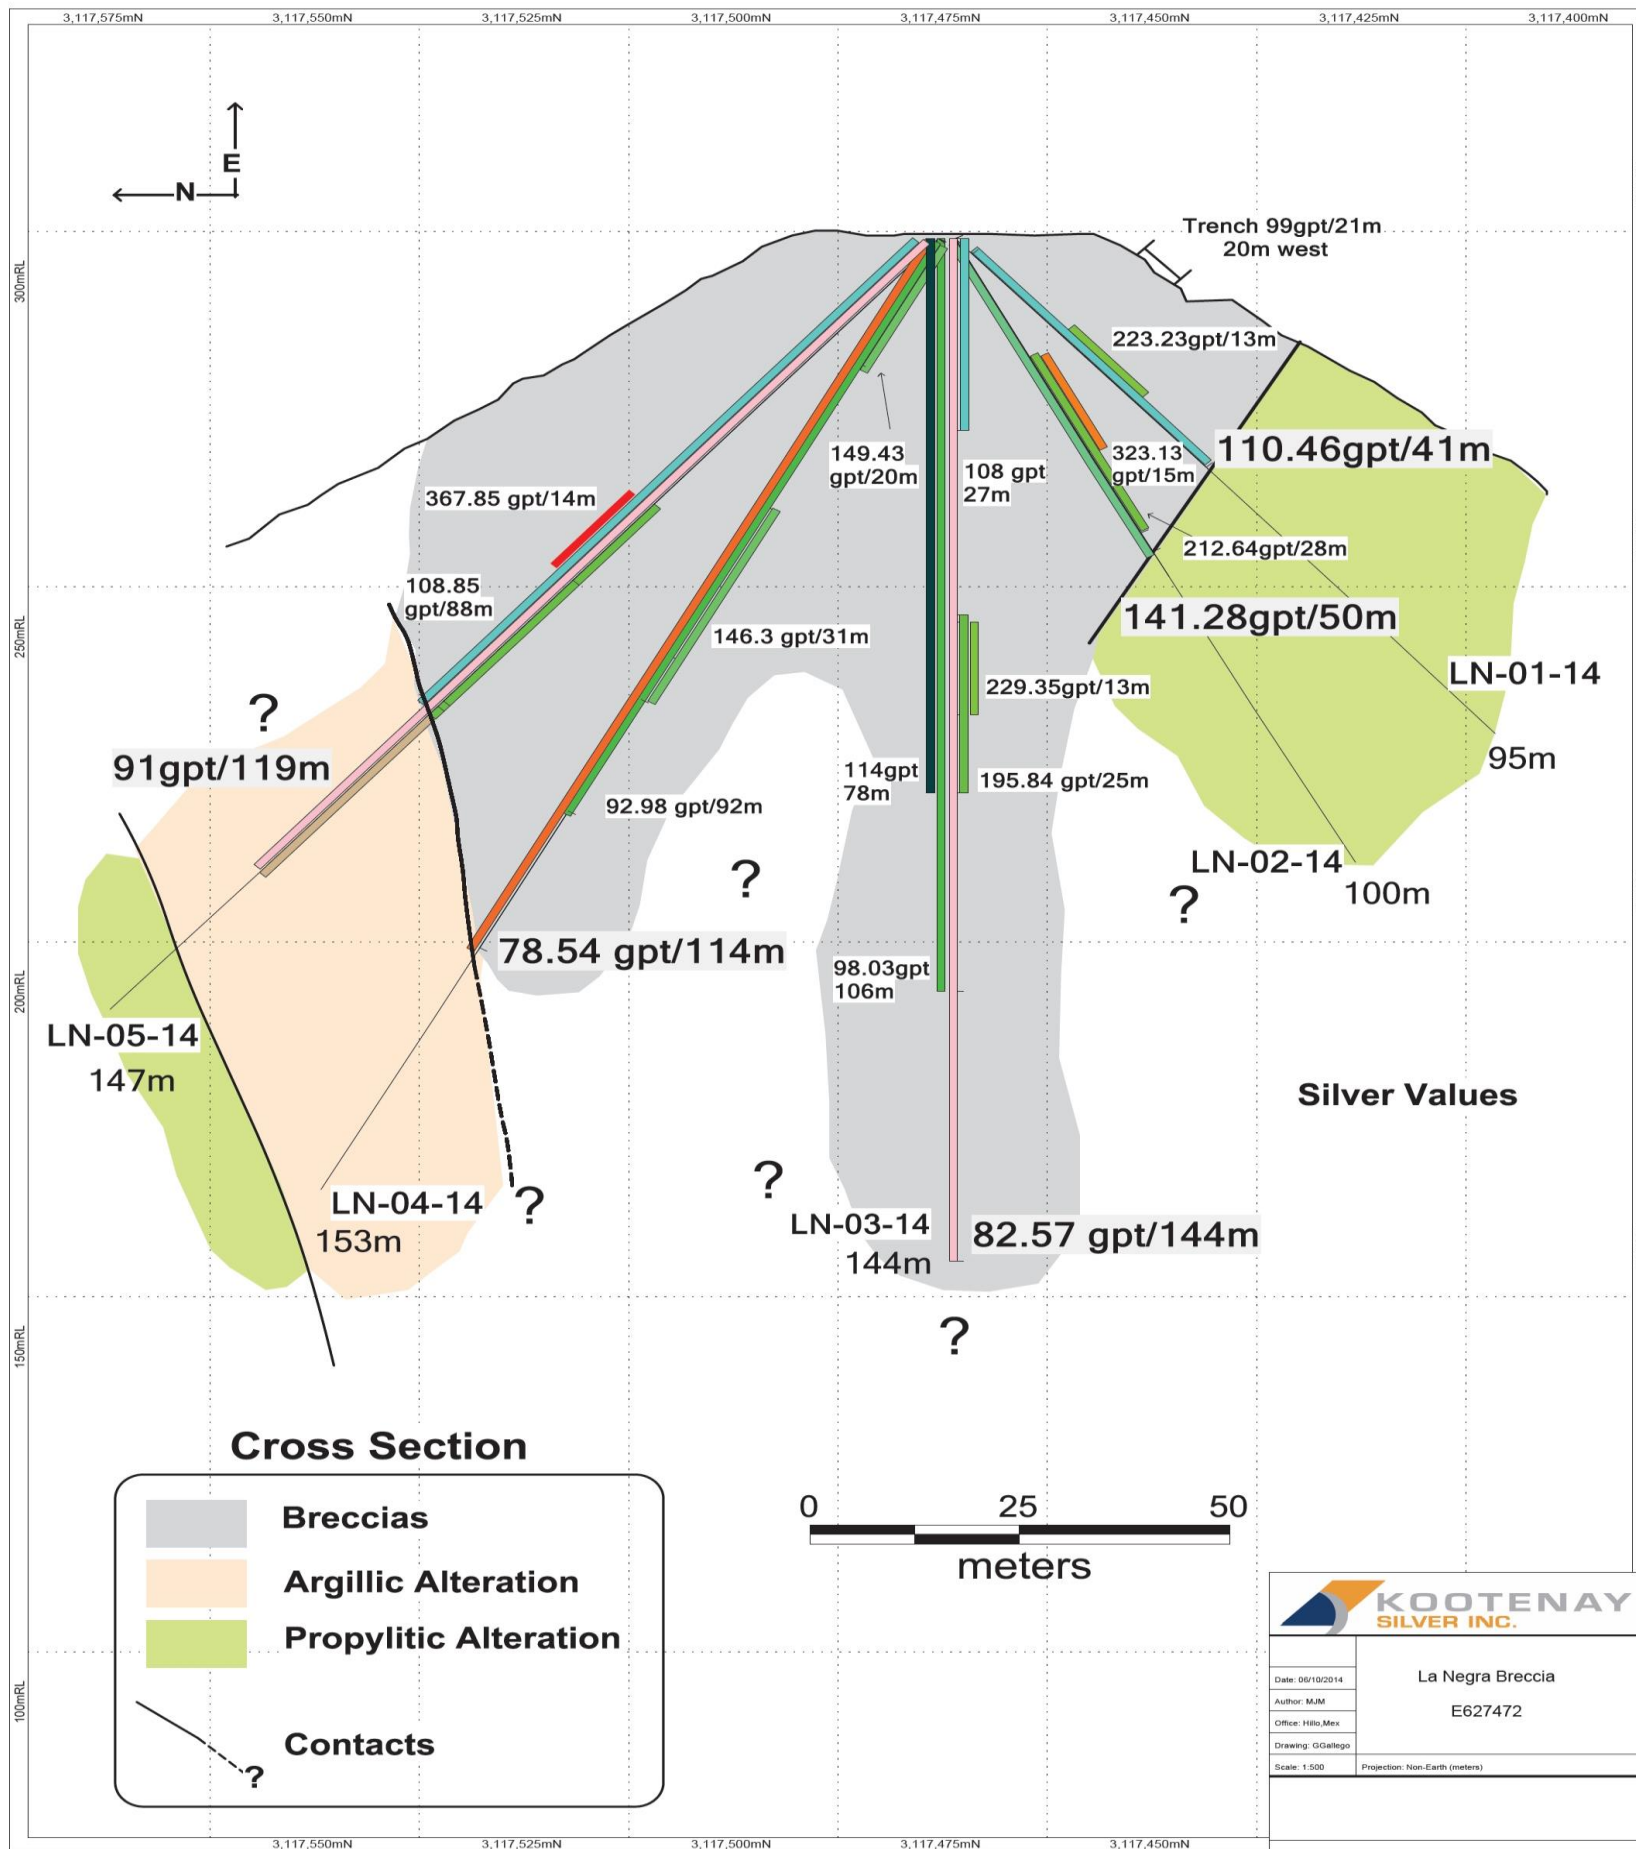 3,117,575mN 3,117,550mN 3,117,525mN 3,117,500mN 3,117,475mN 3,117,450mN 3,117,425mN 3,117,400mN
E
N
Trench 99gpt/21m
20m west
300mRL
223.23gpt/13m
110.46gpt/41m
149.43
gpt/20m
108 gpt
27m
323.13
gpt/15m
367.85 gpt/14m
212.64gpt/28m
108.85
gpt/88m
141.28gpt/50m
250mRL
146.3 gpt/31m
LN-01-14
95m
229.35gpt/13m
?
91gpt/119m
114gpt
78m
195.84 gpt/25m
92.98 gpt/92m
LN-02-14
100m
?
?
78.54 gpt/114m
98.03gpt
106m
200mRL
LN-05-14
147m
Silver Values
?
LN-04-14
153m
?
LN-03-14
144m
82.57 gpt/144m
?
150mRL
Cross Section
Breccias
Argillic Alteration
Propylitic Alteration
Contacts
?
0 25 50
meters
100mRL
KOOTENAY
SILVER INC.
La Negra Breccia
E627472
Date: 06/10/2014
Author: MJM
Office: Hillo,Mex
Drawing: GGallego
Scale: 1:500
Projection: Non-Earth (meters)
3,117,550mN 3,117,525mN 3,117,500mN 3,117,475mN 3,117,450mN